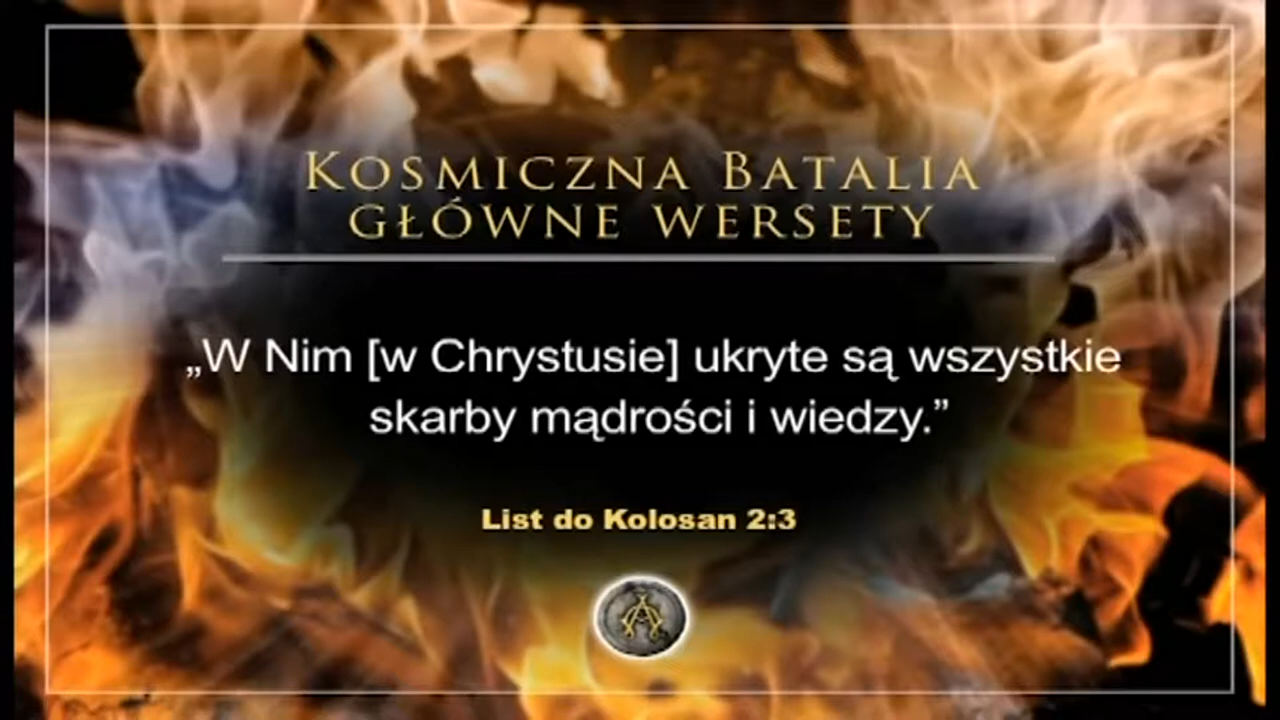 Kosmiczna Batalia
główne wersety
„W Nim [w Chrystusie] ukryte są wszystkie
skarby mądrości i wiedzy.”
List do Kolosan 2:3